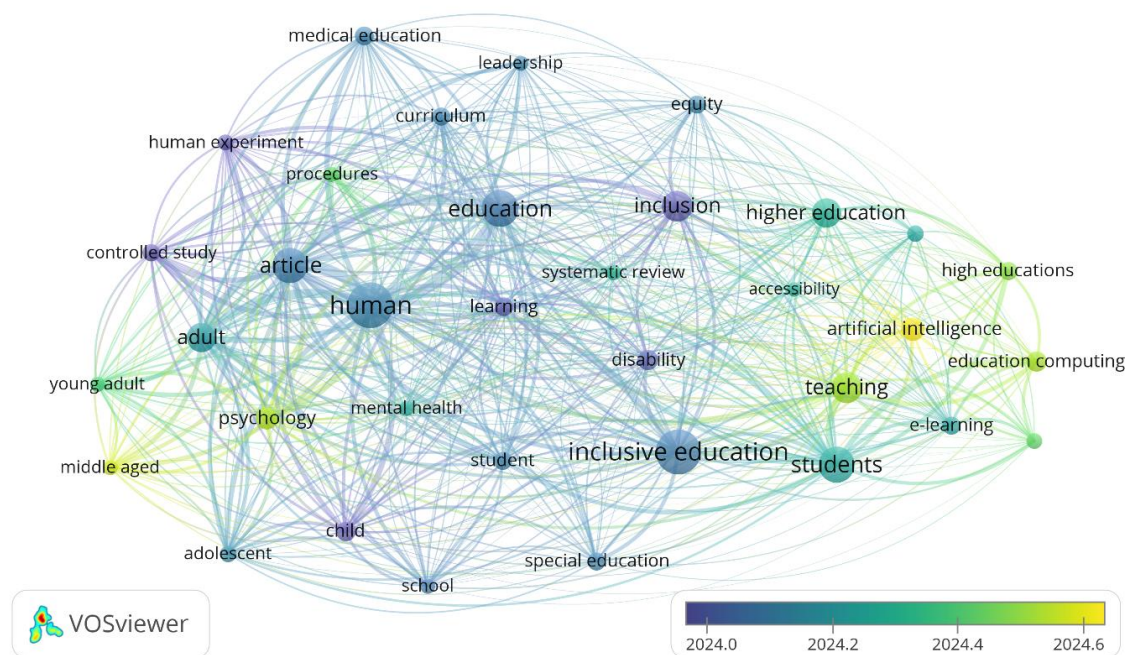 medical education
leadership
equity
curriculum
human experiment
procedures
education
inclusion
higher education
controlled study
article
systematic review
high educations
accessibility
human
learning
artificial intelligence
adult
disability
education computing
young adult
teaching
psychology
mental health
e-learning
middle aged
student
inclusive education
students
child
adolescent
special education
school
VOSviewer
2024.0 2024.2 2024.4 2024.6